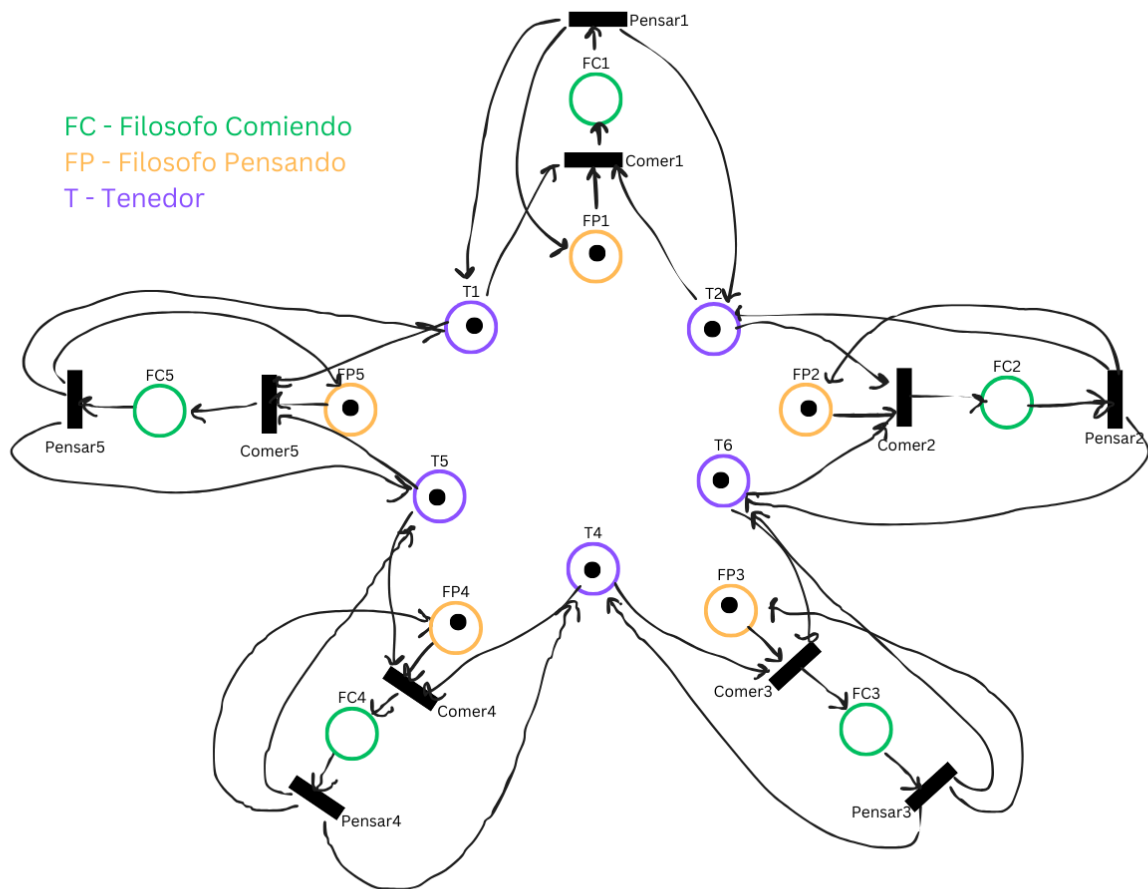 Pensar1
FC1
FC - Filosofo Comiendo
FP - Filosofo Pensando
Comer1
T - Tenedor
FP1
T1
T2
FC5
FP5
FP2
FC2
Pensar5
Comer5
Comer2
Pensar2
T5
T6
T4
FP4
FP3
Comer3
FC4
Comer4
FC3
Pensar4
Pensar3